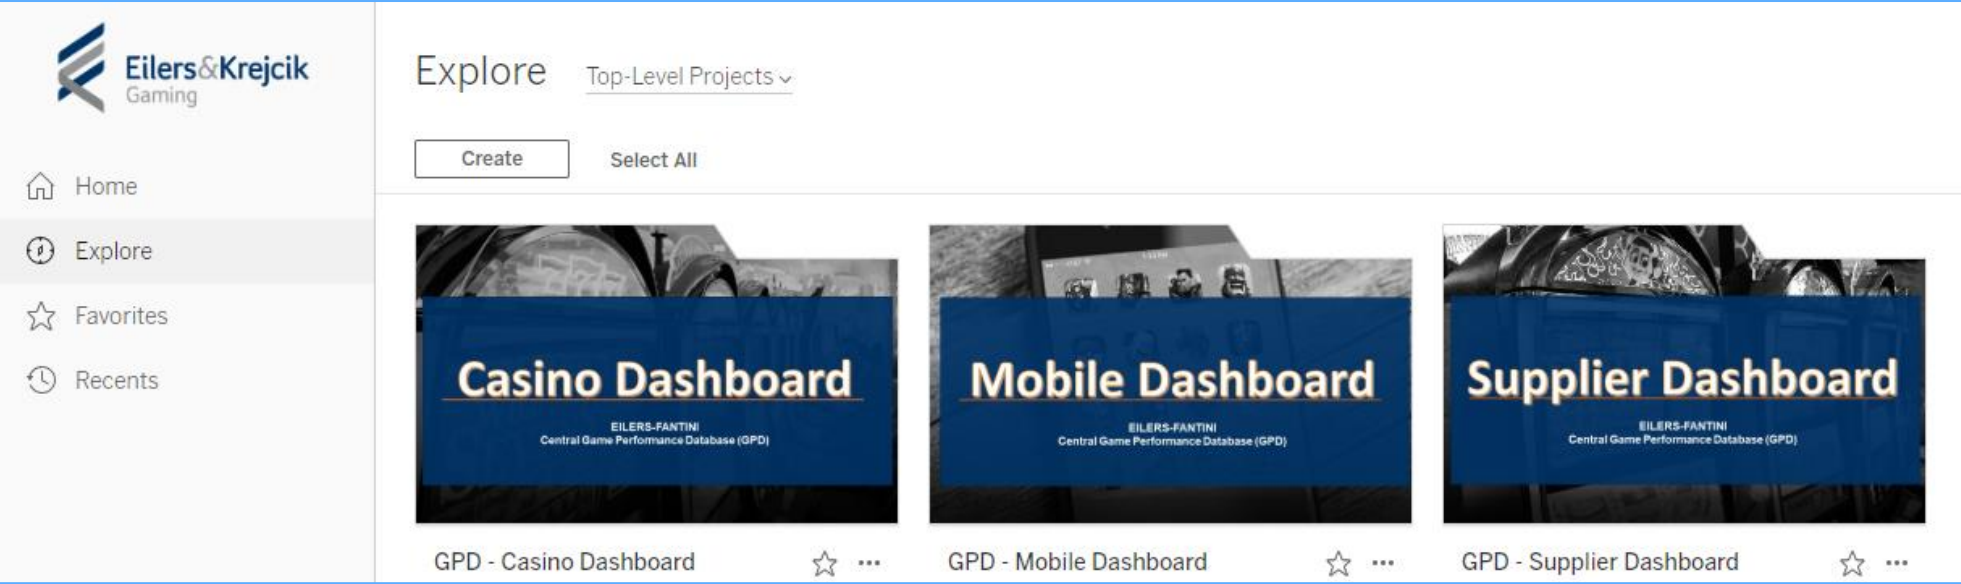 Eilers&Krejcik
Gaming
Home
Explore
Favorites
Recents
Explore
Top-Level Projects
Create
Select All
Casino Dashboard
EILERS-FANTINI
Central Game Performance Database (GPD)
GPD - Casino Dashboard
Mobile Dashboard
EILERS-FANTINI
Central Game Performance Database (GPD)
GPD - Mobile Dashboard
Supplier Dashboard
EILERS-FANTINI
Central Game Performance Database (GPD)
GPD - Supplier Dashboard